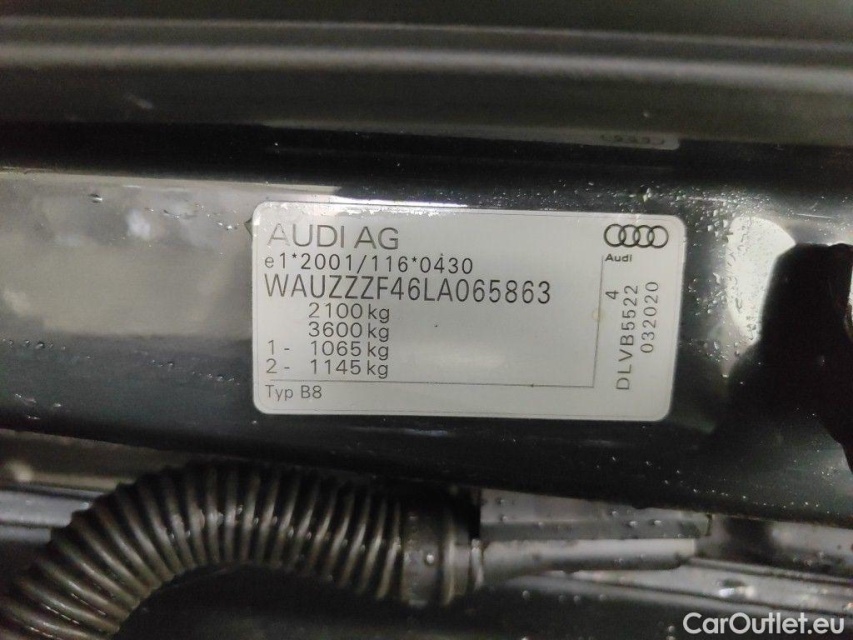 AUDI AG
e1*2001/116*0430
WAUZZZF46LA065863
2100 kg
3600 kg
1 - 1065 kg
2 - 1145 kg
Typ B8
Audi
DLVB5522 4
032020
CarOutlet.eu